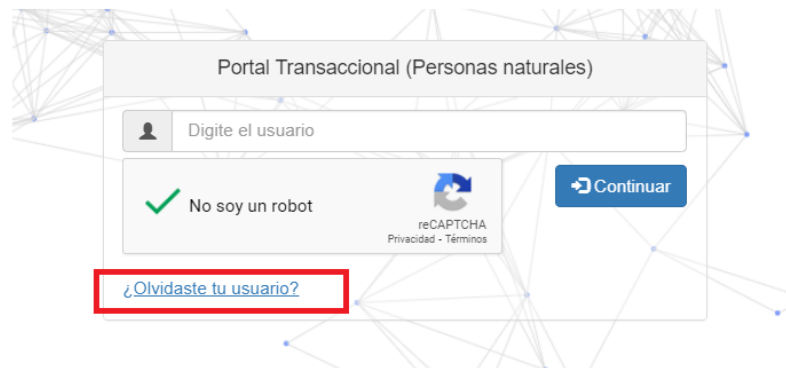 Portal Transaccional (Personas naturales)
Digite el usuario
Continuar
No soy un robot
reCAPTCHA
Privacidad - Términos
¿Olvidaste tu usuario?